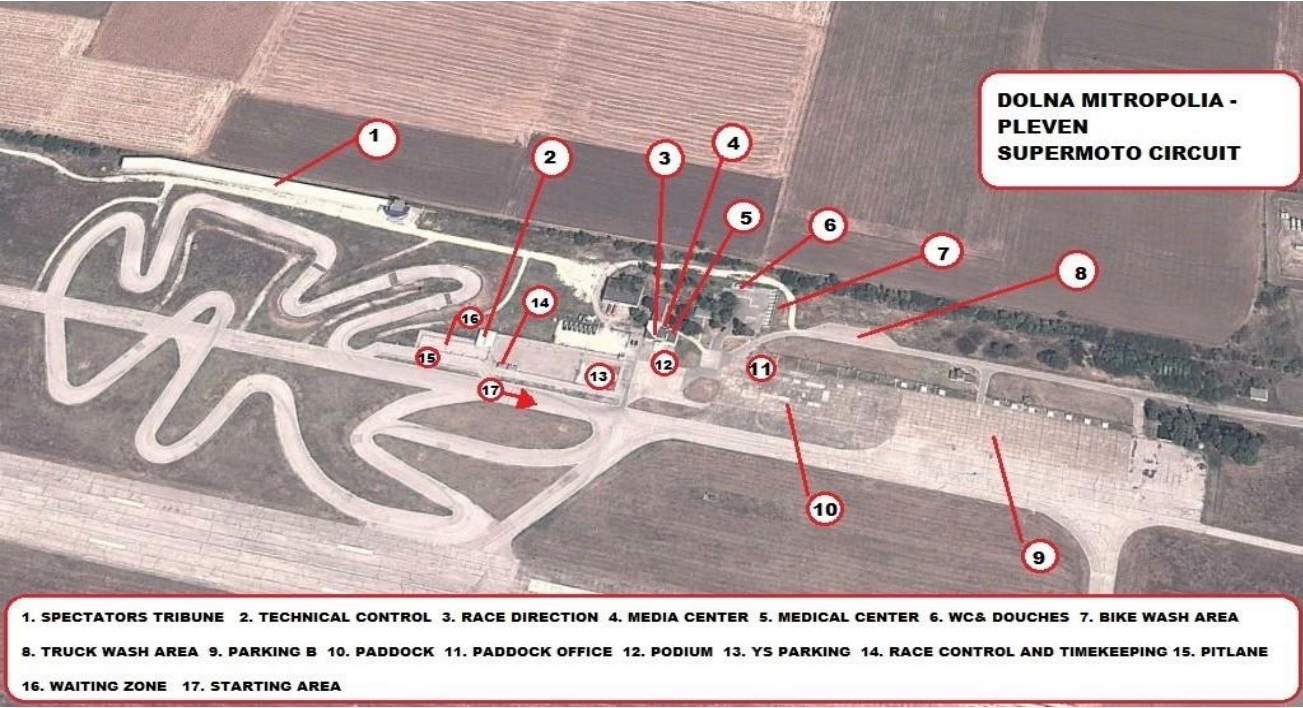 DOLNA MITROPOLIA -
PLEVEN
SUPERMOTO CIRCUIT
1
2
3
4
5
6
7
8
14
16
15
13
12
11
17
10
9
1. SPECTATORS TRIBUNE 2. TECHNICAL CONTROL 3. RACE DIRECTION 4. MEDIA CENTER 5. MEDICAL CENTER 6. WC& DOUCHES 7. BIKE WASH AREA
8. TRUCK WASH AREA 9. PARKING B 10. PADDOCK 11. PADDOCK OFFICE 12. PODIUM 13. YS PARKING 14. RACE CONTROL AND TIMEKEEPING 15. PITLANE
16. WAITING ZONE 17. STARTING AREA